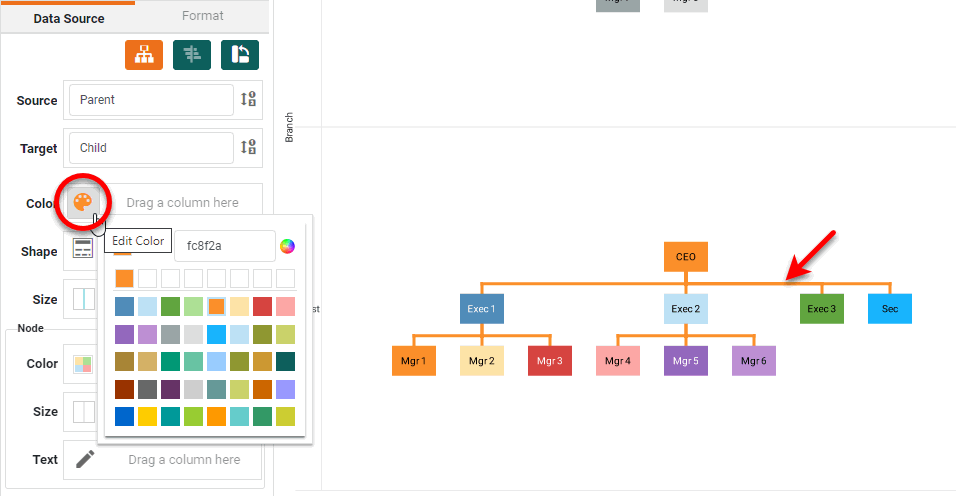 Data Source
Format
Source
Parent
Target
Child
Color
Drag a column here
Edit Color
fc8f2a
Shape
Size
Node
Color
Size
Text
Drag a column here
Branch
CEO
Exec 1
Exec 2
Exec 3
Sec
Mgr 1
Mgr 2
Mgr 3
Mgr 4
Mgr 5
Mgr 6